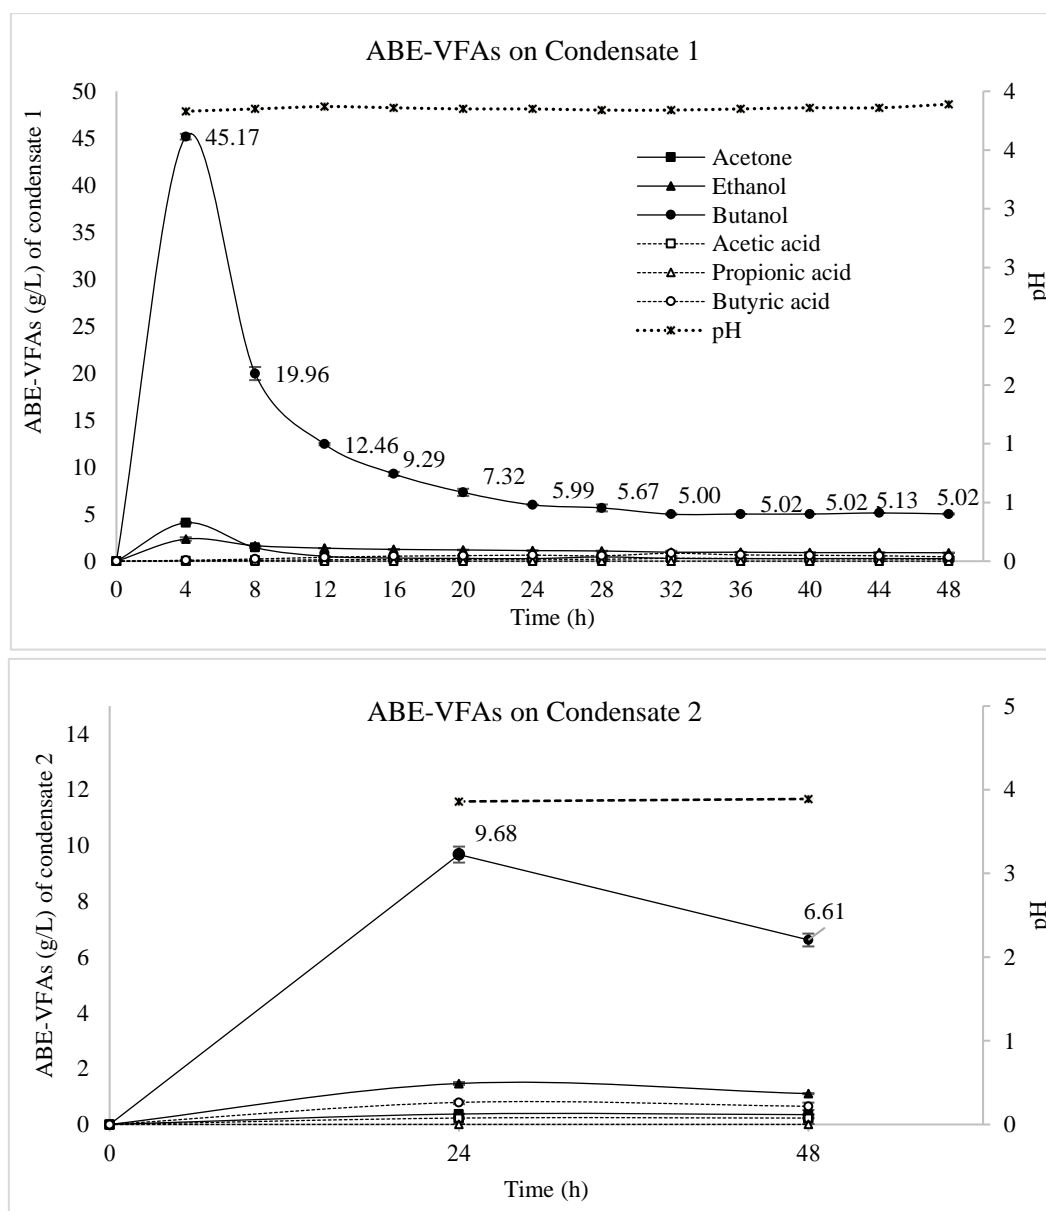 ABE-VFAs on Condensate 1
ABE-VFAs (g/L) of condensate 1
50
45
40
35
30
25
20
15
10
5
0
4
4
3
3
2
2
1
1
0
pH
45.17
19.96
12.46
9.29
7.32
5.99
5.67
5.00
5.02
5.02
5.13
5.02
Acetone
Ethanol
Butanol
Acetic acid
Propionic acid
Butyric acid
pH
0 4 8 12 16 20 24 28 32 36 40 44 48
Time (h)
ABE-VFAs on Condensate 2
ABE-VFAs (g/L) of condensate 2
14
12
10
8
6
4
2
0
5
4
3
2
1
0
pH
9.68
6.61
0 24 48
Time (h)